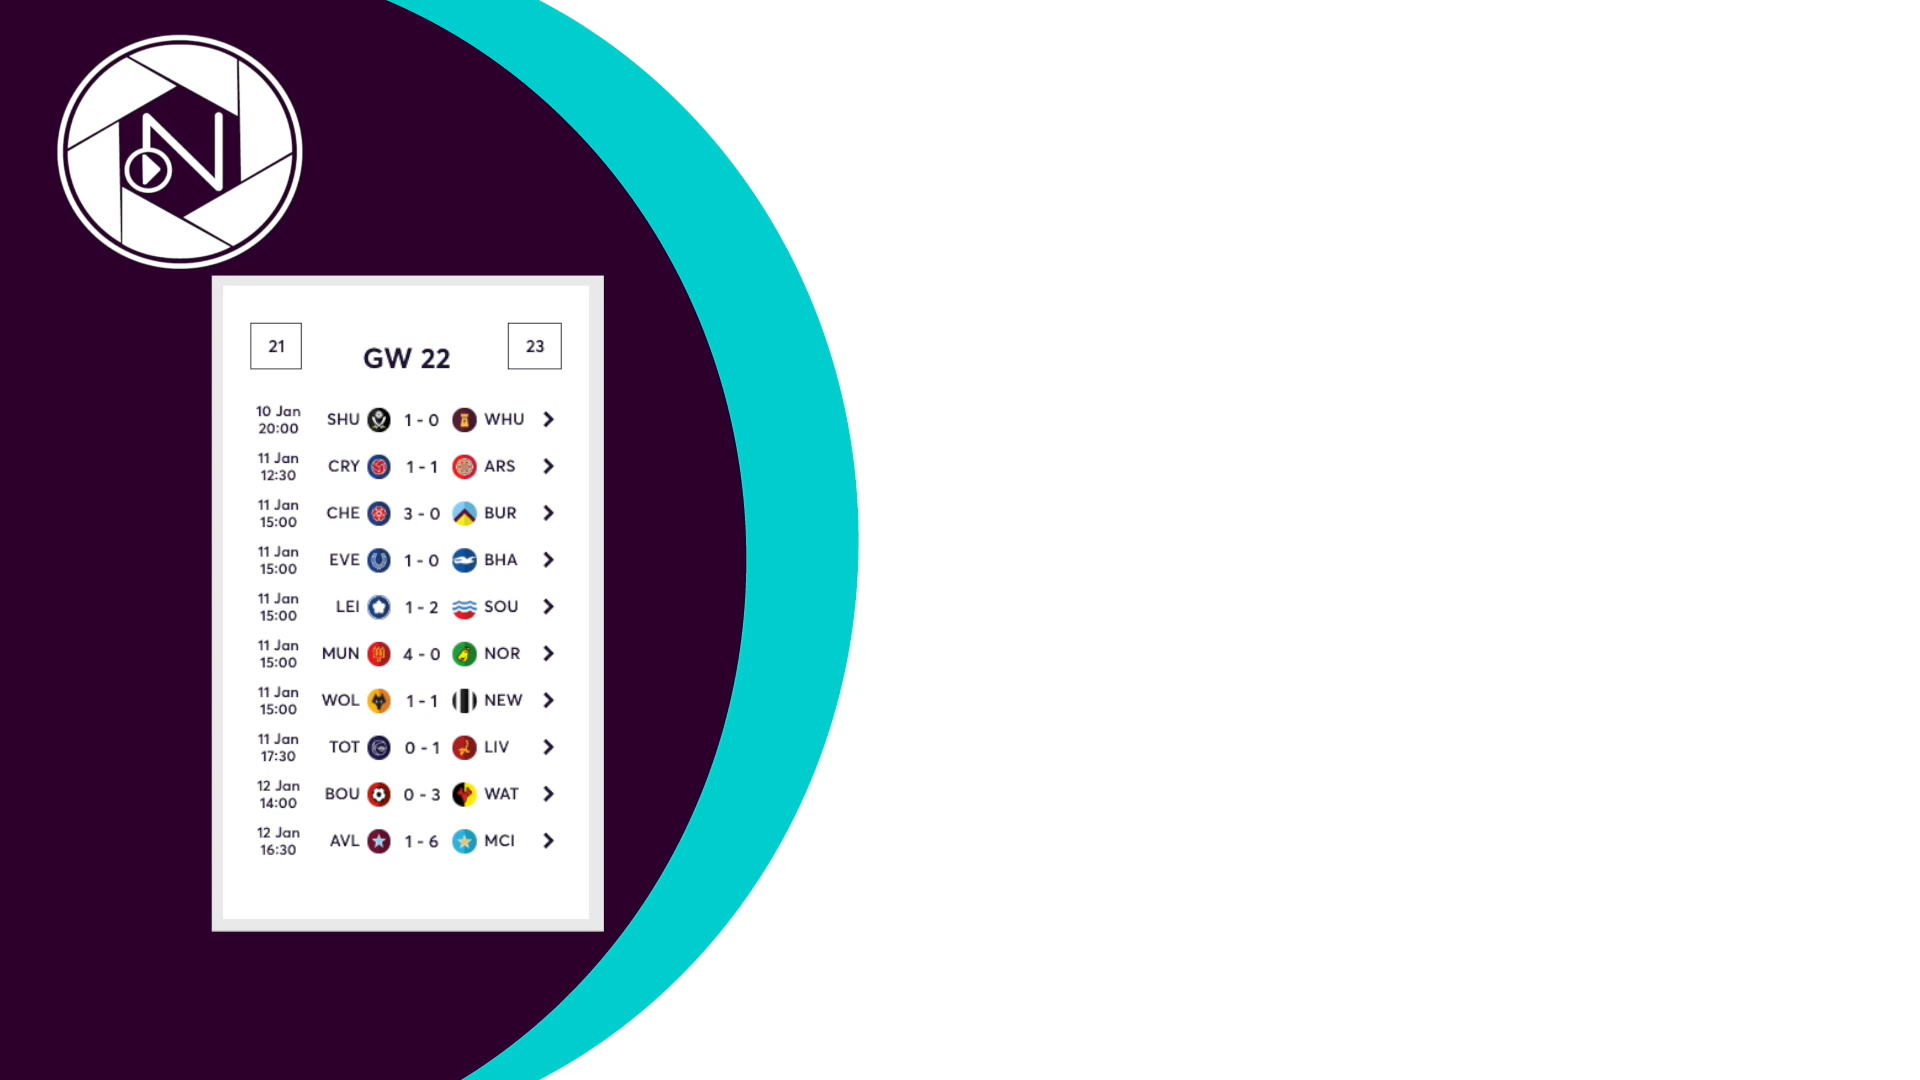 N
21 GW 22 23
10 Jan
20:00 SHU 1 - 0 WHU
11 Jan
12:30 CRY 1 - 1 ARS
11 Jan
15:00 CHE 3 - 0 BUR
11 Jan
15:00 EVE 1 - 0 BHA
11 Jan
15:00 LEI 1 - 2 SOU
11 Jan
15:00 MUN 4 - 0 NOR
11 Jan
15:00 WOL 1 - 1 NEW
11 Jan
17:30 TOT 0 - 1 LIV
12 Jan
14:00 BOU 0 - 3 WAT
12 Jan
16:30 AVL 1 - 6 MCI